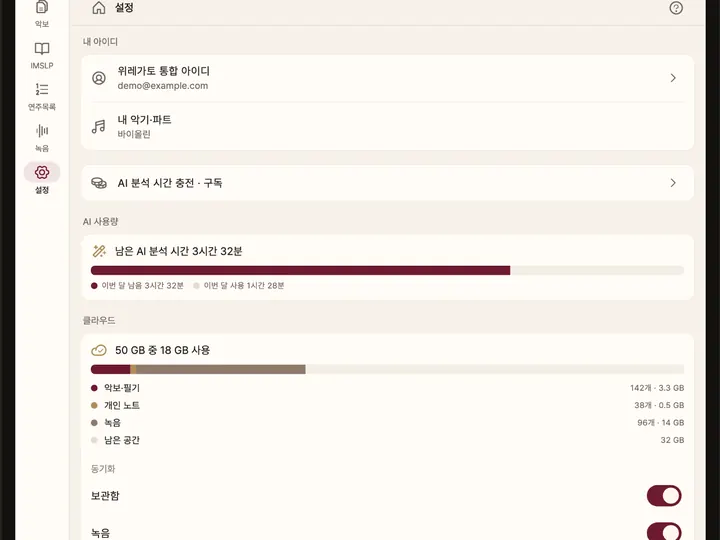 악보
IMSLP
연주목록
녹음
설정
설정
내 아이디
위레가토 통합 아이디
demo@example.com
내 악기·파트
바이올린
AI 분석 시간 충전 · 구독
AI 사용량
남은 AI 분석 시간 3시간 32분
이번 달 남음 3시간 32분 이번 달 사용 1시간 28분
클라우드
50 GB 중 18 GB 사용
악보·필기 142개 · 3.3 GB
개인 노트 38개 · 0.5 GB
녹음 96개 · 14 GB
남은 공간 32 GB
동기화
보관함
녹음